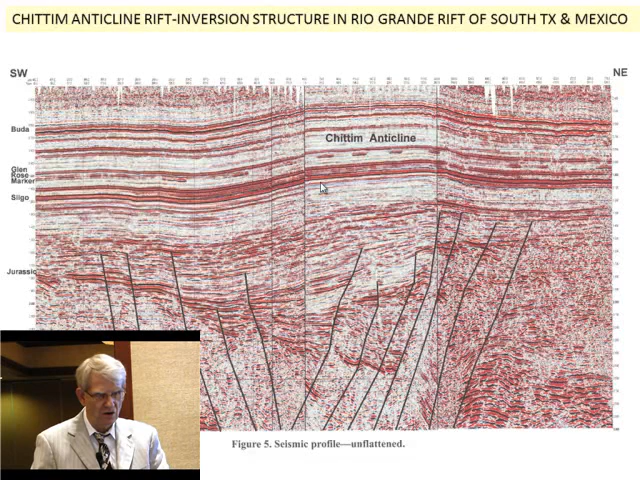 CHITTIM ANTICLINE RIFT-INVERSION STRUCTURE IN RIO GRANDE RIFT OF SOUTH TX & MEXICO
SW
NE
Buda
Chittim Anticline
Glen
Rose
Marker
Sligo
Jurassic
Figure 5. Seismic profile—unflattened.